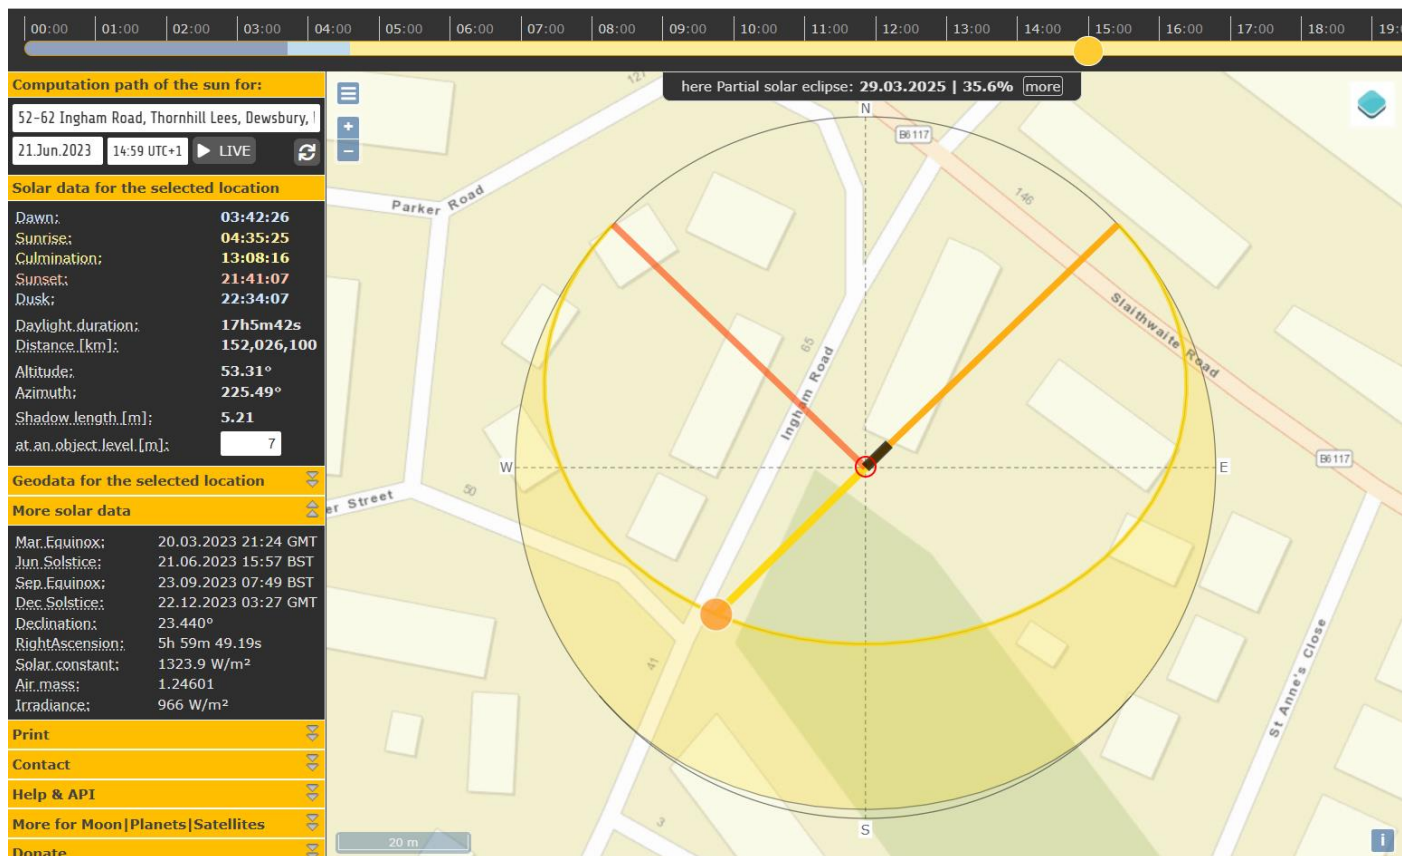 00:00 01:00 02:00 03:00 04:00 05:00 06:00 07:00 08:00 09:00 10:00 11:00 12:00 13:00 14:00 15:00 16:00 17:00 18:00 19:
Computation path of the sun for:
52-62 Ingham Road, Thornhill Lees, Dewsbury,
21.Jun.2023 14:59 UTC+1 LIVE
Solar data for the selected location
Dawn: 03:42:26
Sunrise: 04:35:25
Culmination: 13:08:16
Sunset: 21:41:07
Dusk: 22:34:07
Daylight duration: 17h5m42s
Distance [km]: 152,026,100
Altitude: 53.31°
Azimuth: 225.49°
Shadow length [m]: 5.21
at an object level [m]: 7
Geodata for the selected location
More solar data
Mar Equinox: 20.03.2023 21:24 GMT
Jun Solstice: 21.06.2023 15:57 BST
Sep Equinox: 23.09.2023 07:49 BST
Dec Solstice: 22.12.2023 03:27 GMT
Declination: 23.440°
RightAscension: 5h 59m 49.19s
Solar constant: 1323.9 W/m²
Air mass: 1.24601
Irradiance: 966 W/m²
Print
Contact
Help & API
More for Moon|Planets|Satellites
Donate
here Partial solar eclipse: 29.03.2025 | 35.6% more
+
−
127
N
B6117
146
Parker Road
Slaithwaite Road
65
Ingham Road
W
E
B6117
50
er Street
41
St Anne's Close
3
S
20 m
i